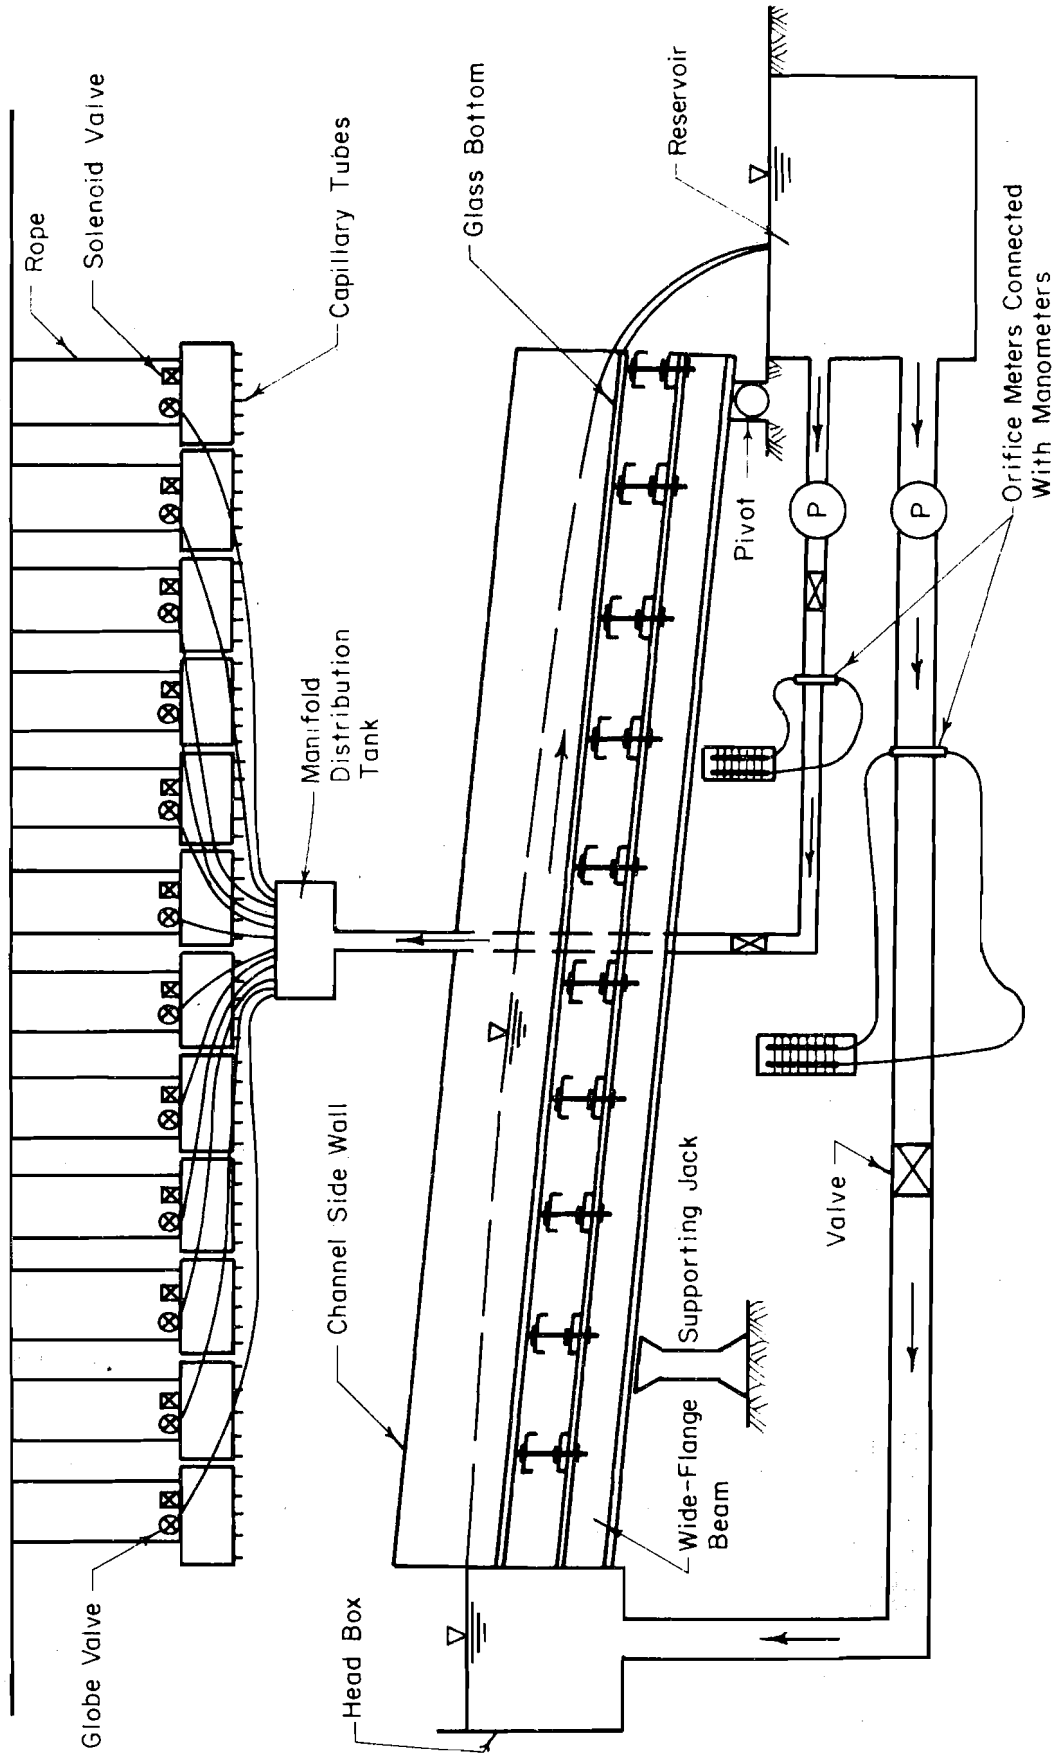 Rope
Solenoid Valve
Capillary Tubes
Globe Valve
Manifold
Distribution
Tank
Channel Side Wall
Glass Bottom
Head Box
Reservoir
Wide-Flange
Beam
Supporting Jack
Pivot
P
P
Valve
Orifice Meters Connected
With Manometers